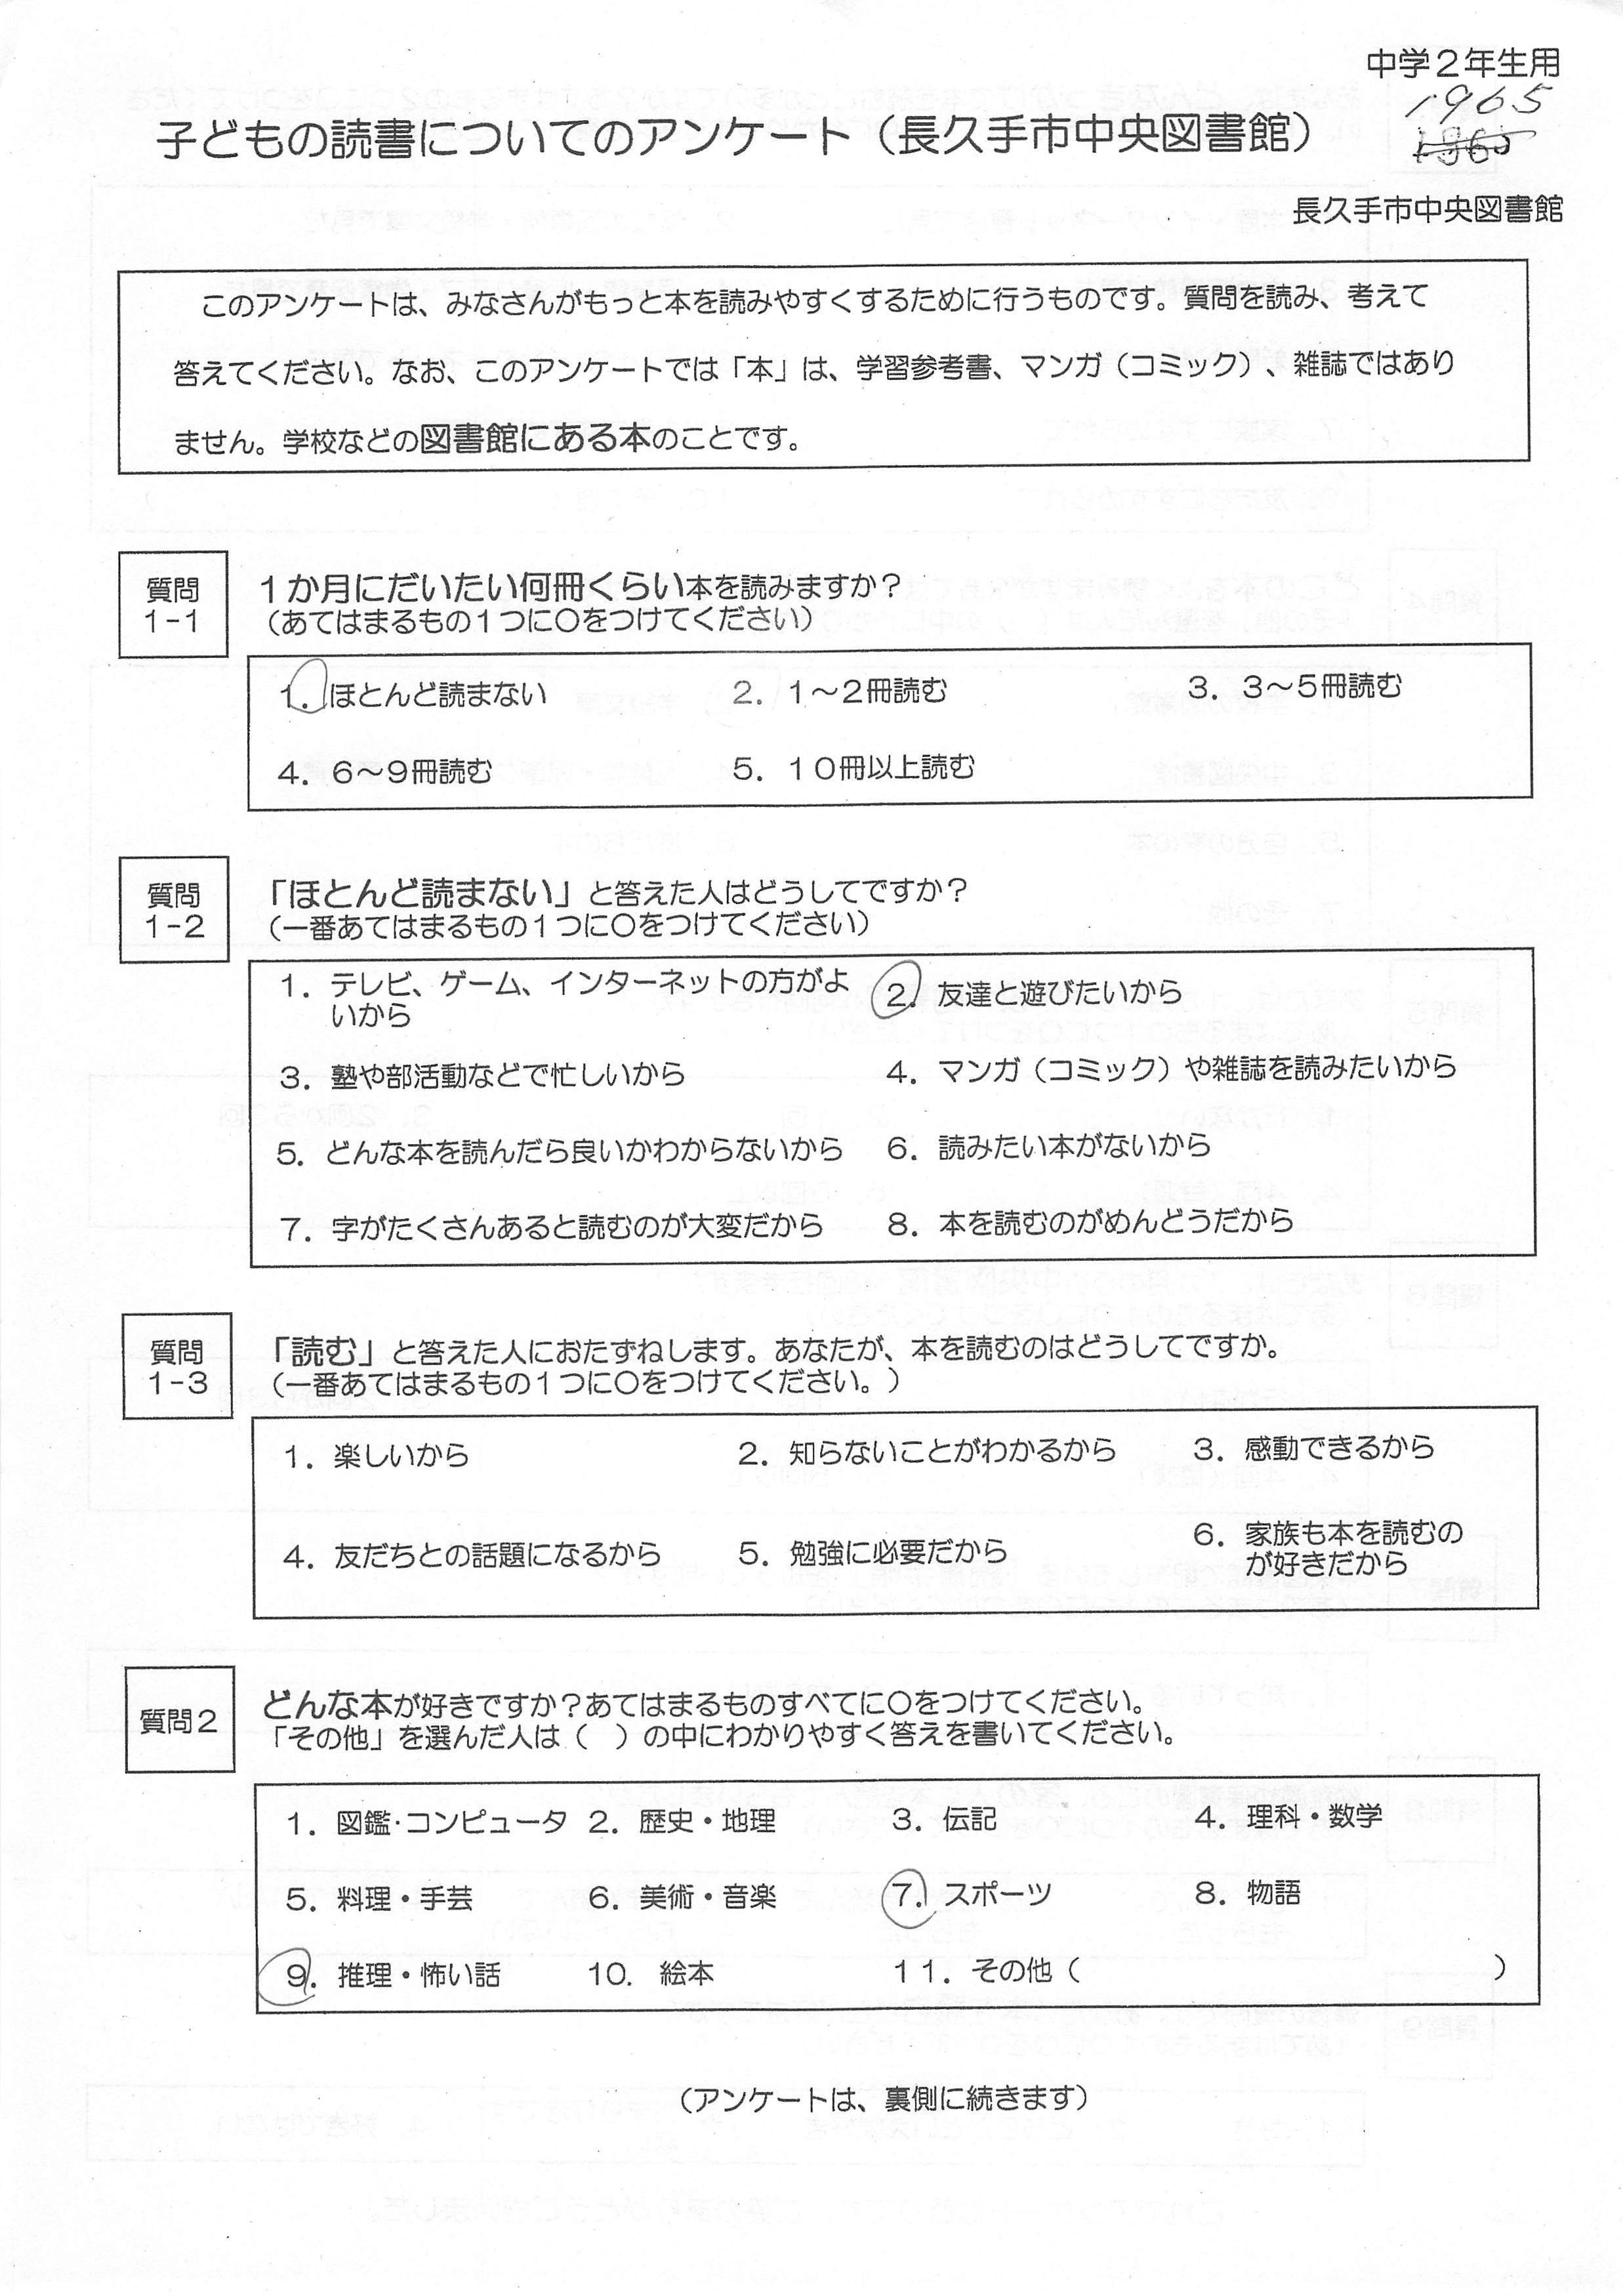 中学２年生用
1965
子どもの読書についてのアンケート（長久手市中央図書館）
長久手市中央図書館
このアンケートは、みなさんがもっと本を読みやすくするために行うものです。質問を読み、考えて
答えてください。なお、このアンケートでは「本」は、学習参考書、マンガ（コミック）、雑誌ではあり
ません。学校などの図書館にある本のことです。
質問
1-1
１か月にだいたい何冊くらい本を読みますか？
（あてはまるもの１つに〇をつけてください）
1．ほとんど読まない 2．１～２冊読む 3．３～５冊読む
4．６～９冊読む 5．１０冊以上読む
質問
1-2
「ほとんど読まない」と答えた人はどうしてですか？
（一番あてはまるもの１つに〇をつけてください）
1．テレビ、ゲーム、インターネットの方がよ
いから
2．友達と遊びたいから
3．塾や部活動などで忙しいから 4．マンガ（コミック）や雑誌を読みたいから
5．どんな本を読んだら良いかわからないから 6．読みたい本がないから
7．字がたくさんあると読むのが大変だから 8．本を読むのがめんどうだから
質問
1-3
「読む」と答えた人におたずねします。あなたが、本を読むのはどうしてですか。
（一番あてはまるもの１つに〇をつけてください。）
1．楽しいから 2．知らないことがわかるから 3．感動できるから
4．友だちとの話題になるから 5．勉強に必要だから 6．家族も本を読むの
が好きだから
質問２
どんな本が好きですか？あてはまるものすべてに〇をつけてください。
「その他」を選んだ人は（　）の中にわかりやすく答えを書いてください。
1．図鑑・コンピュータ 2．歴史・地理 3．伝記 4．理科・数学
5．料理・手芸 6．美術・音楽 7．スポーツ 8．物語
9．推理・怖い話 10．絵本 11．その他（　　　　）
（アンケートは、裏側に続きます）